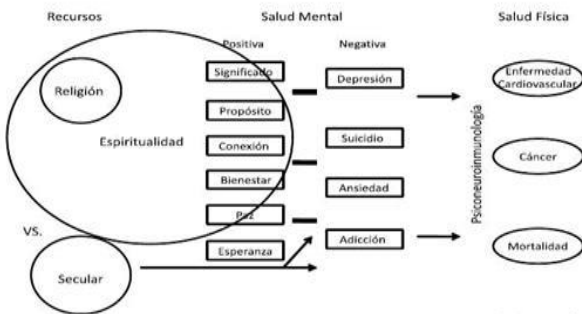 Recursos
Salud Mental
Salud Física
Positiva
Negativa
Significado
Propósito
Conexión
Bienestar
Paz
Esperanza
Religión
Espiritualidad
VS.
Secular
Depresión
Suicidio
Ansiedad
Adicción
Psiconeuroinmunología
Enfermedad
Cardiovascular
Cáncer
Mortalidad